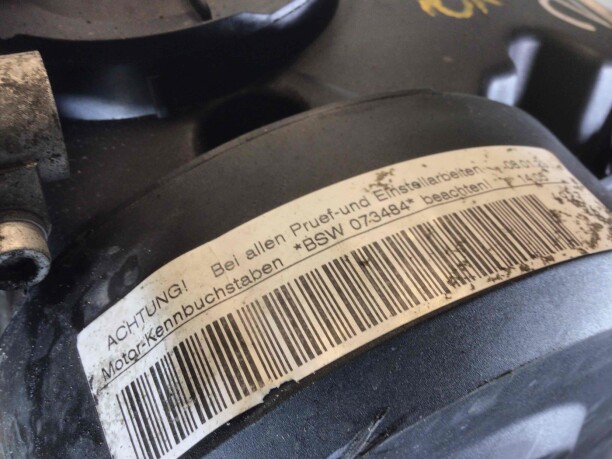 ACHTUNG! Bei allen Pruef-und Einstellarbeiten
Motor-Kennbuchstaben *BSW 073484* beachten!